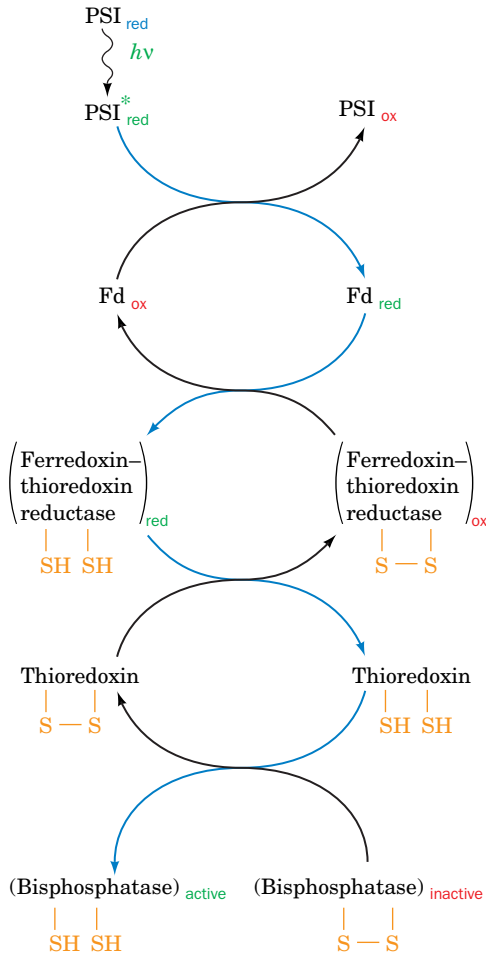 PSI red
hν
PSI* red
PSI ox
Fd ox
Fd red
(Ferredoxin–
thioredoxin
reductase) red
SH SH
(Ferredoxin–
thioredoxin
reductase) ox
S — S
Thioredoxin
S — S
Thioredoxin
SH SH
(Bisphosphatase) active
SH SH
(Bisphosphatase) inactive
S — S